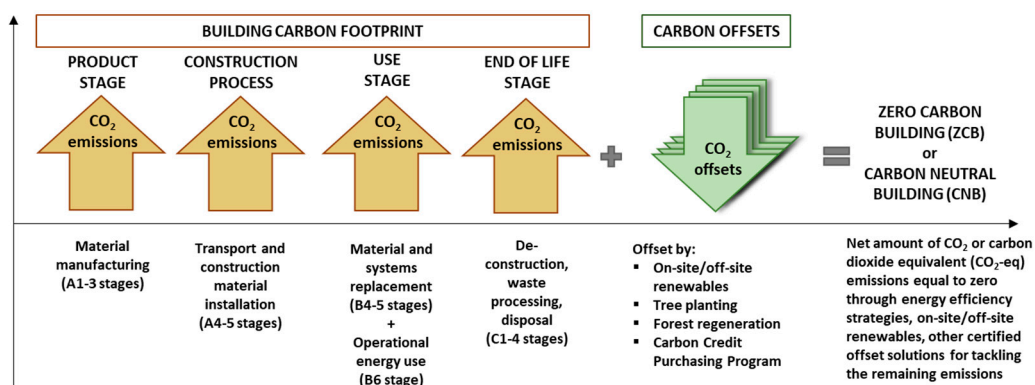 BUILDING CARBON FOOTPRINT
CARBON OFFSETS
PRODUCT
STAGE
CONSTRUCTION
PROCESS
USE
STAGE
END OF LIFE
STAGE
CO2
emissions
CO2
emissions
CO2
emissions
CO2
emissions
+
CO2
offsets
=
ZERO CARBON
BUILDING (ZCB)
or
CARBON NEUTRAL
BUILDING (CNB)
Material
manufacturing
(A1-3 stages)
Transport and
construction
material
installation
(A4-5 stages)
Material and
systems
replacement
(B4-5 stages)
+
Operational
energy use
(B6 stage)
De-
construction,
waste
processing,
disposal
(C1-4 stages)
Offset by:
▪ On-site/off-site
renewables
▪ Tree planting
▪ Forest regeneration
▪ Carbon Credit
Purchasing Program
Net amount of CO2 or carbon
dioxide equivalent (CO2-eq)
emissions equal to zero
through energy efficiency
strategies, on-site/off-site
renewables, other certified
offset solutions for tackling
the remaining emissions